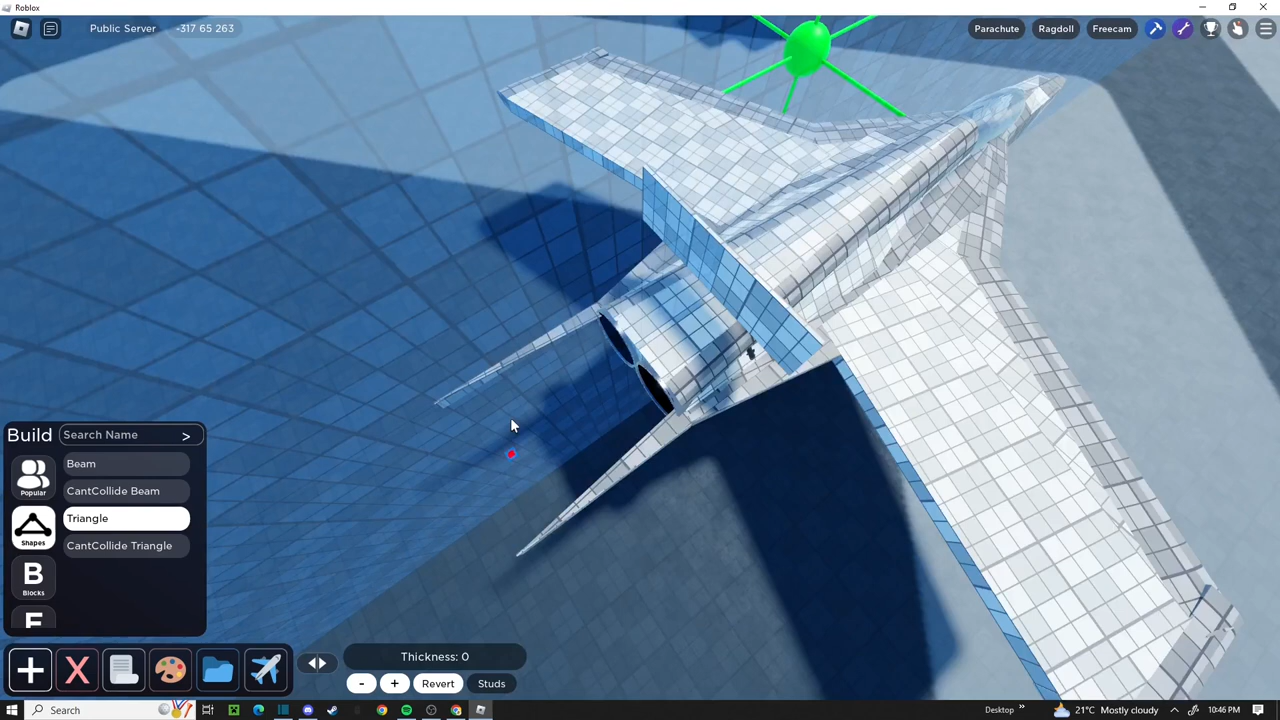 Roblox
Public Server -317 65 263
Parachute Ragdoll Freecam
Build Search Name >
Popular
Shapes
B
Blocks
Beam
CantCollide Beam
Triangle
CantCollide Triangle
Thickness: 0
- + Revert Studs
Search
Desktop 21°C Mostly cloudy 10:46 PM